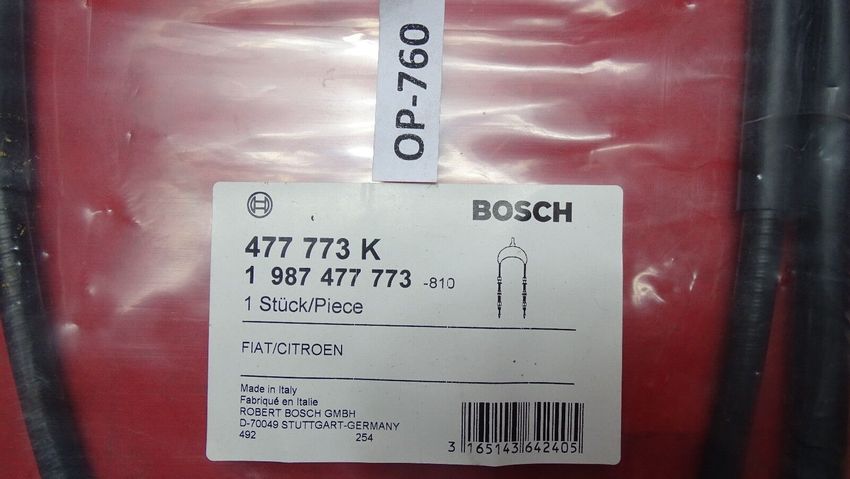 OP-760
BOSCH
477 773 K
1 987 477 773 -810
1 Stück/Piece
FIAT/CITROEN
Made in Italy
Fabriqué en Italie
ROBERT BOSCH GMBH
D-70049 STUTTGART-GERMANY
492 254
3 165143 642405